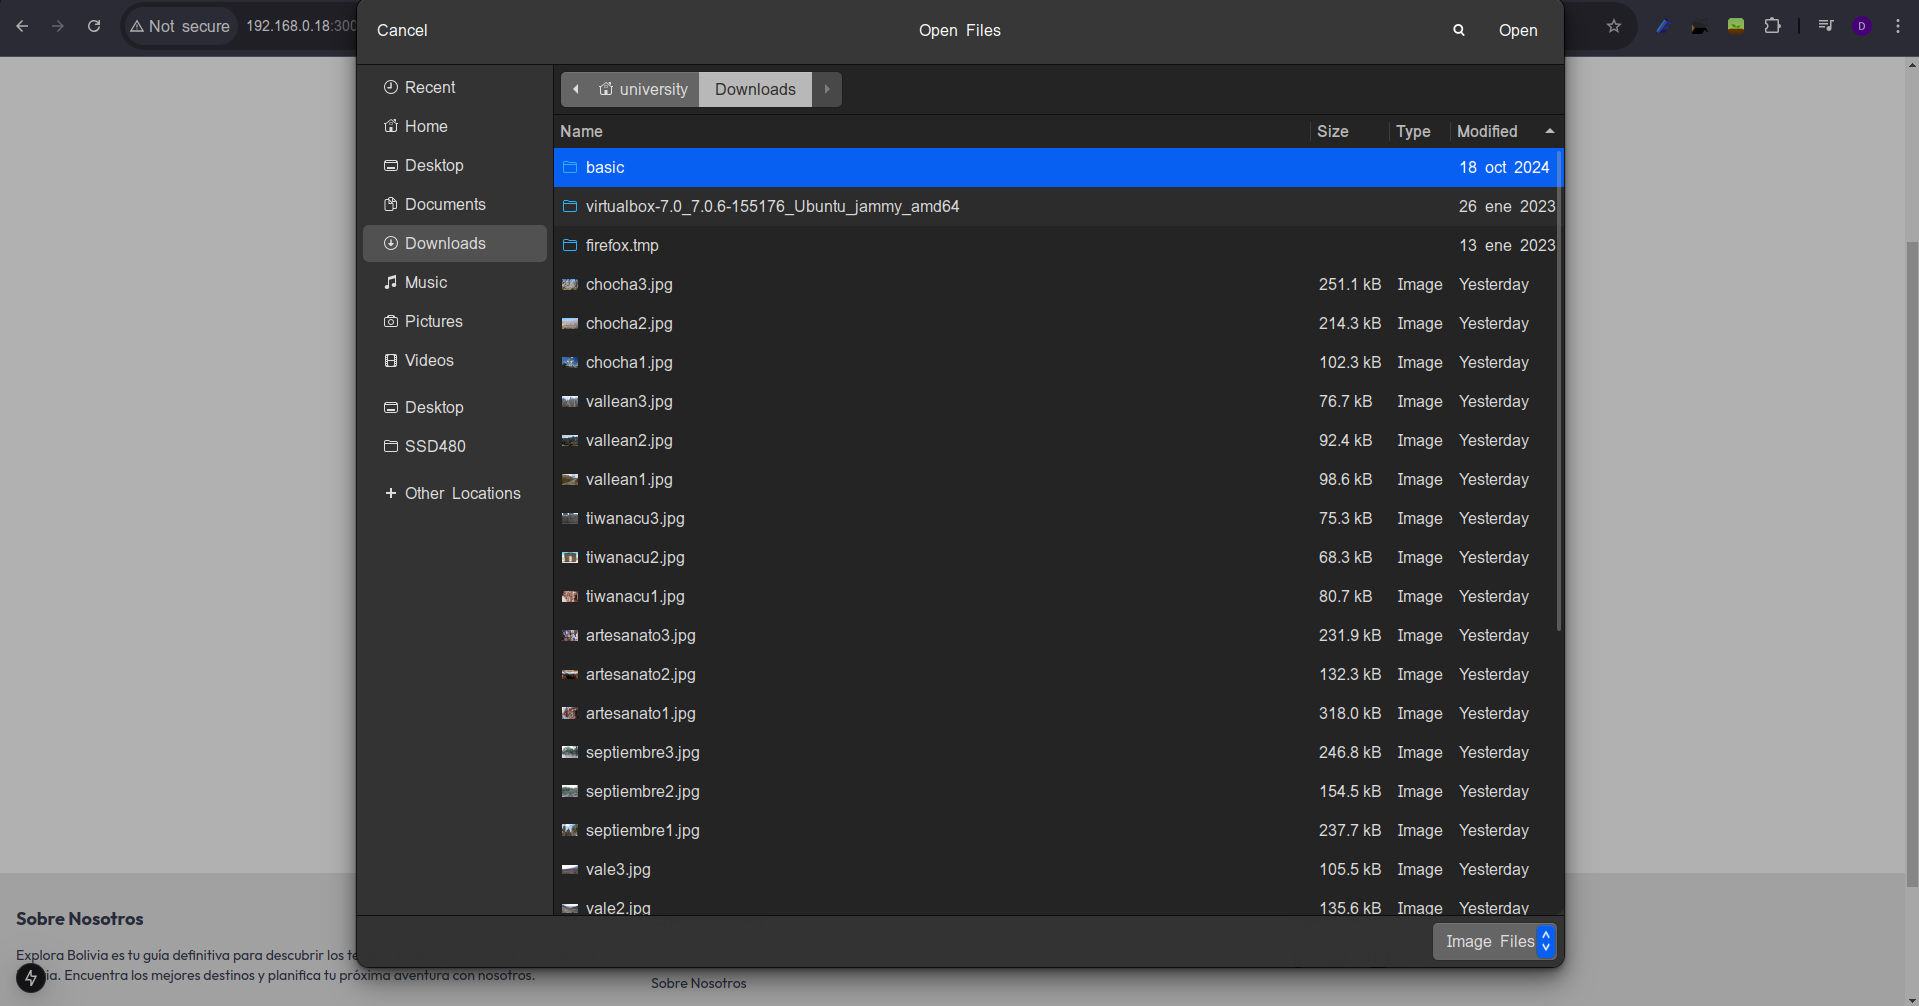 Not secure
192.168.0.18:300
Cancel
Open Files
Open
D
Recent
Home
Desktop
Documents
Downloads
Music
Pictures
Videos
Desktop
SSD480
Other Locations
university
Downloads
Name Size Type Modified
basic 18 oct 2024
virtualbox-7.0_7.0.6-155176_Ubuntu_jammy_amd64 26 ene 2023
firefox.tmp 13 ene 2023
chocha3.jpg 251.1 kB Image Yesterday
chocha2.jpg 214.3 kB Image Yesterday
chocha1.jpg 102.3 kB Image Yesterday
vallean3.jpg 76.7 kB Image Yesterday
vallean2.jpg 92.4 kB Image Yesterday
vallean1.jpg 98.6 kB Image Yesterday
tiwanacu3.jpg 75.3 kB Image Yesterday
tiwanacu2.jpg 68.3 kB Image Yesterday
tiwanacu1.jpg 80.7 kB Image Yesterday
artesanato3.jpg 231.9 kB Image Yesterday
artesanato2.jpg 132.3 kB Image Yesterday
artesanato1.jpg 318.0 kB Image Yesterday
septiembre3.jpg 246.8 kB Image Yesterday
septiembre2.jpg 154.5 kB Image Yesterday
septiembre1.jpg 237.7 kB Image Yesterday
vale3.jpg 105.5 kB Image Yesterday
vale2.jpg 135.6 kB Image Yesterday
Image Files
Sobre Nosotros
Explora Bolivia es tu guía definitiva para descubrir los te
ia. Encuentra los mejores destinos y planifica tu próxima aventura con nosotros.
Sobre Nosotros